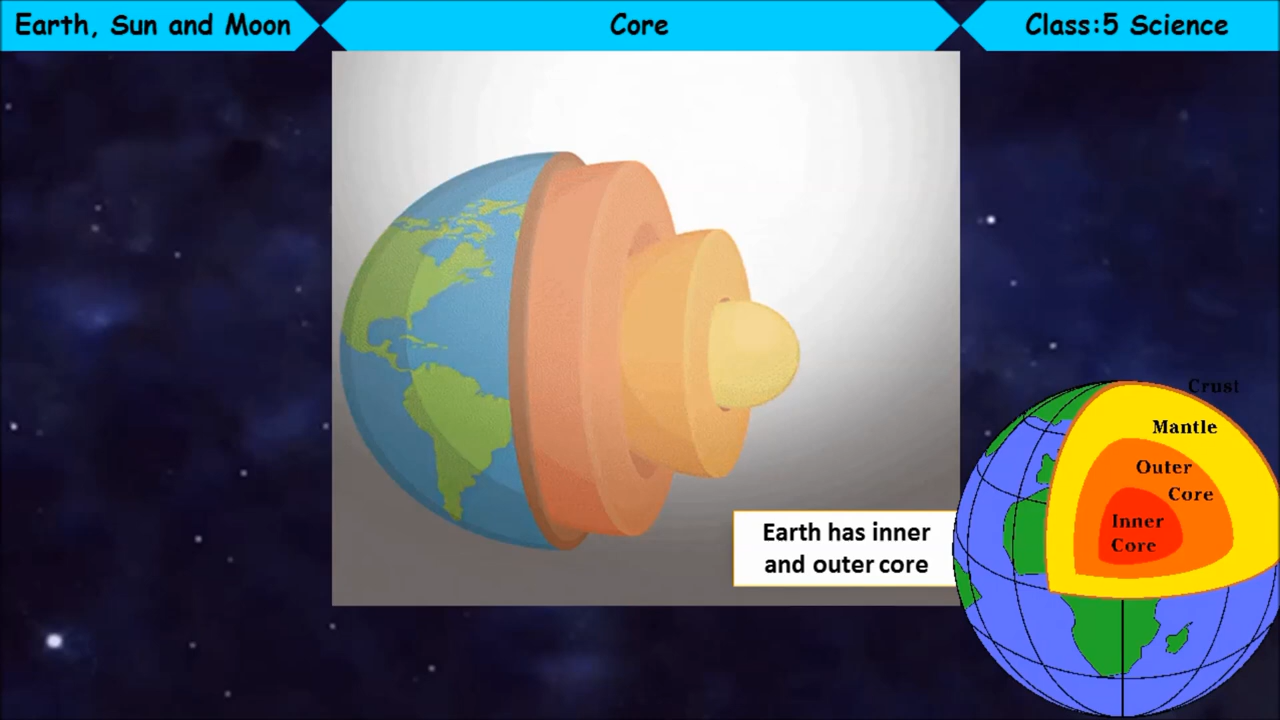 Earth, Sun and Moon
Core
Class:5 Science
Crust
Mantle
Outer
Core
Inner
Core
Earth has inner
and outer core